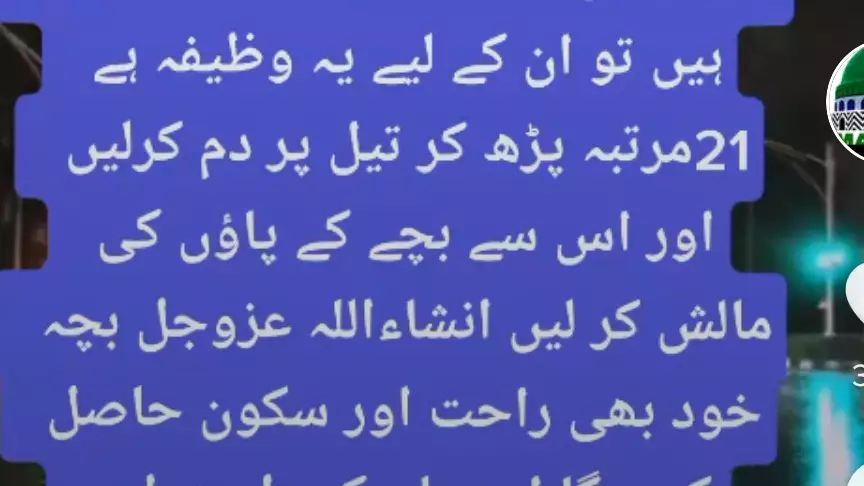 ہیں تو ان کے لیے یہ وظیفہ ہے
21مرتبہ پڑھ کر تیل پر دم کرلیں
اور اس سے بچے کے پاؤں کی
مالش کر لیں انشاءاللہ عزوجل بچہ
خود بھی راحت اور سکون حاصل